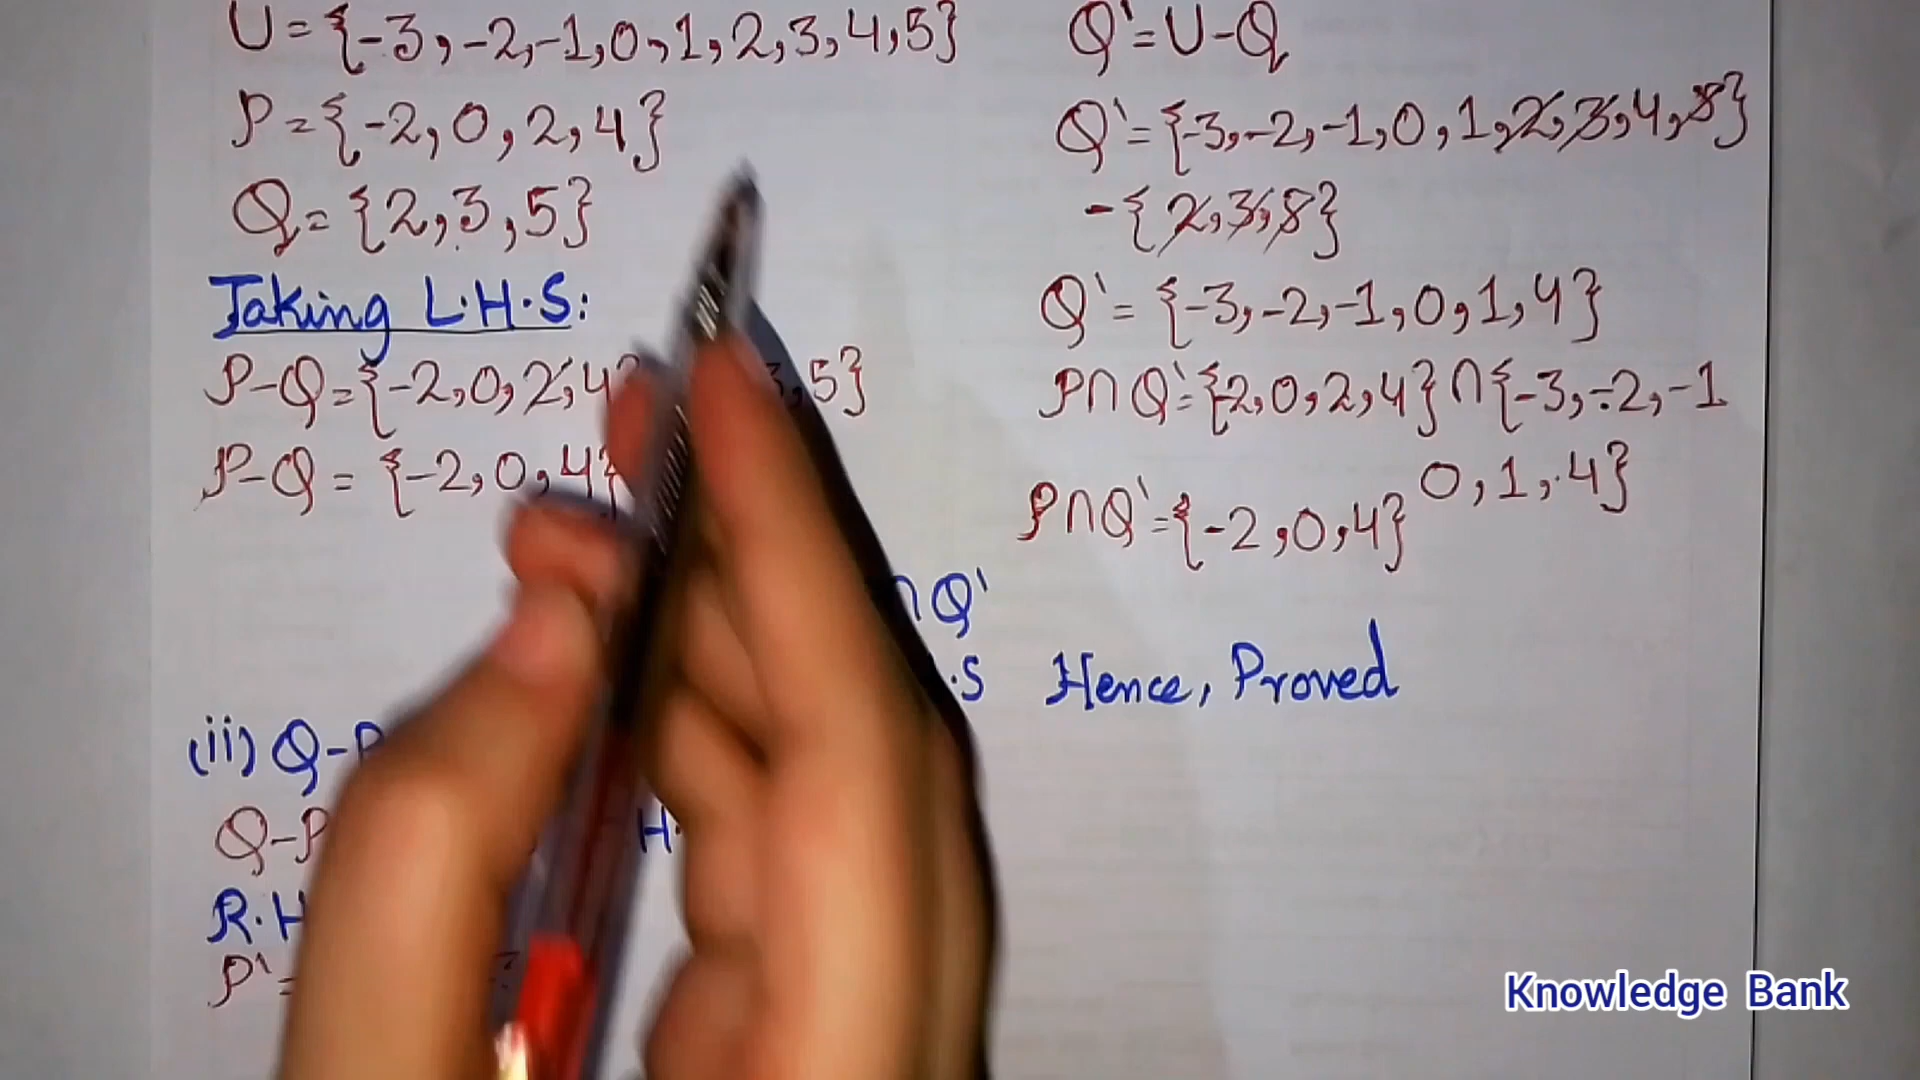 U={-3,-2,-1,0,1,2,3,4,5}
P={-2,0,2,4}
Q={2,3,5}
Taking L.H.S:
P-Q={-2,0,2,4 3,5}
P-Q={-2,0,4}
∩Q'
.S Hence, Proved
(ii) Q-P
Q-P H.
R.H
P'=
Q'=U-Q
Q'={-3,-2,-1,0,1,2,3,4,5}
-{2,3,5}
Q'={-3,-2,-1,0,1,4}
P∩Q'={-2,0,2,4}∩{-3,-2,-1
0,1,4}
P∩Q'={-2,0,4}
Knowledge Bank